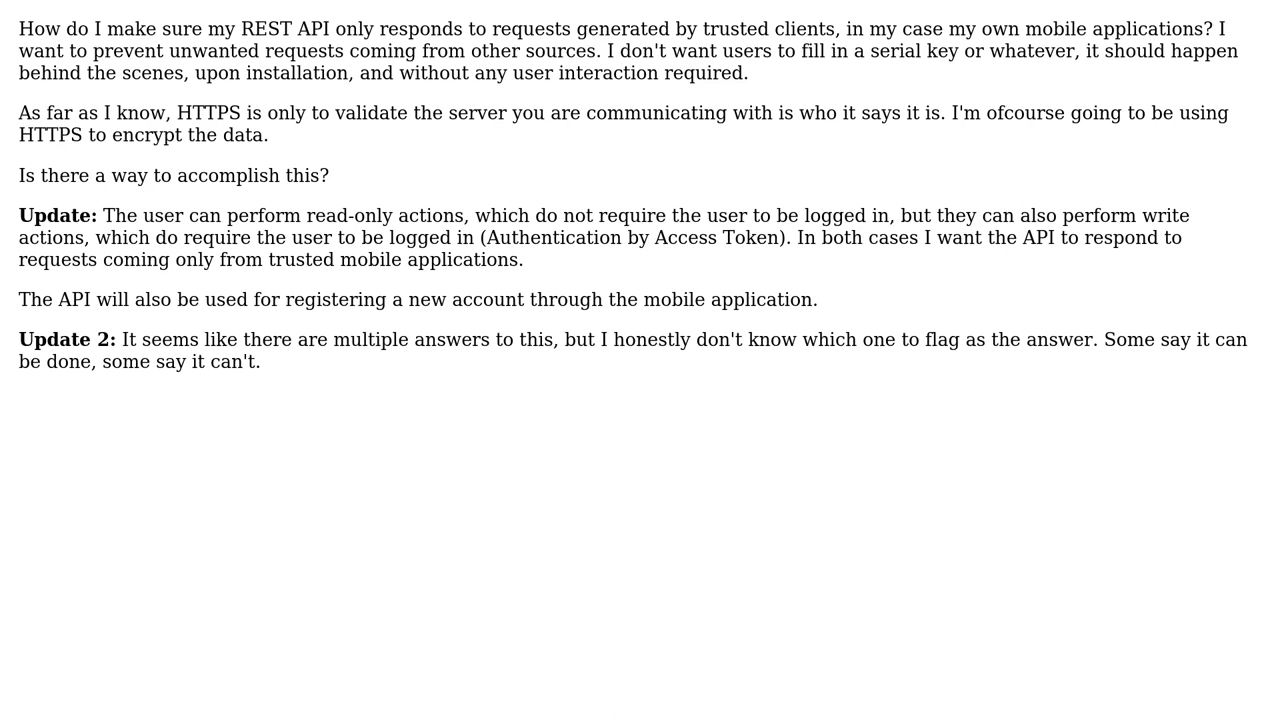 How do I make sure my REST API only responds to requests generated by trusted clients, in my case my own mobile applications? I
want to prevent unwanted requests coming from other sources. I don't want users to fill in a serial key or whatever, it should happen
behind the scenes, upon installation, and without any user interaction required.
As far as I know, HTTPS is only to validate the server you are communicating with is who it says it is. I'm ofcourse going to be using
HTTPS to encrypt the data.
Is there a way to accomplish this?
Update: The user can perform read-only actions, which do not require the user to be logged in, but they can also perform write
actions, which do require the user to be logged in (Authentication by Access Token). In both cases I want the API to respond to
requests coming only from trusted mobile applications.
The API will also be used for registering a new account through the mobile application.
Update 2: It seems like there are multiple answers to this, but I honestly don't know which one to flag as the answer. Some say it can
be done, some say it can't.